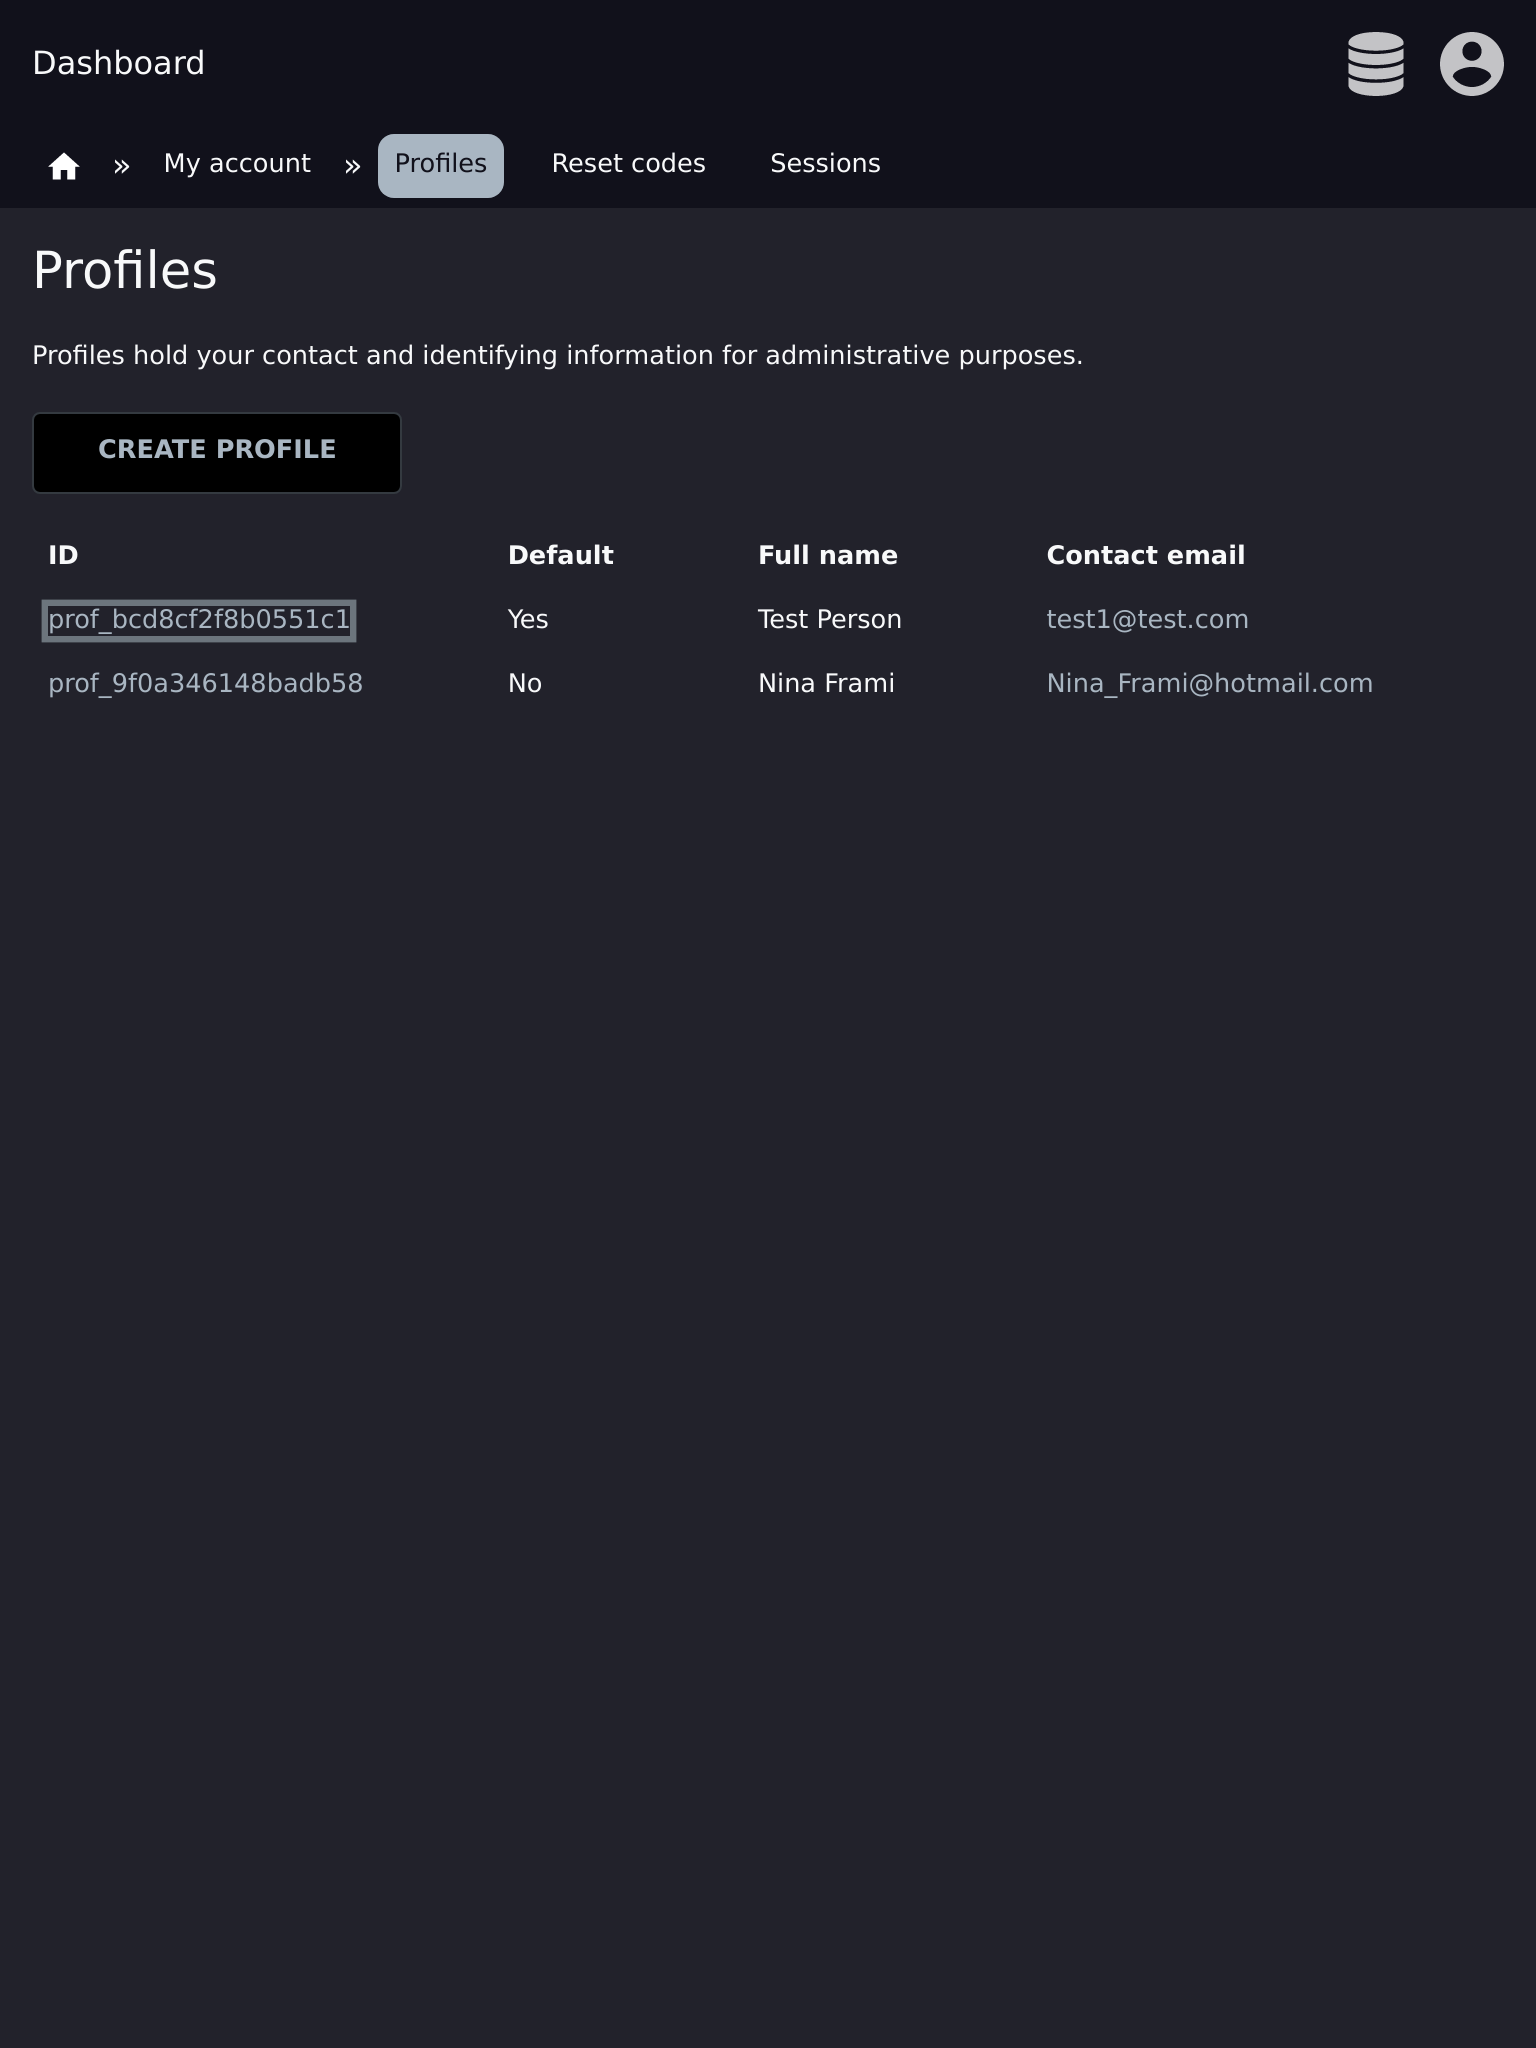 Dashboard
» My account » Profiles Reset codes Sessions
Profiles
Profiles hold your contact and identifying information for administrative purposes.
CREATE PROFILE
ID Default Full name Contact email
prof_bcd8cf2f8b0551c1 Yes Test Person test1@test.com
prof_9f0a346148badb58 No Nina Frami Nina_Frami@hotmail.com